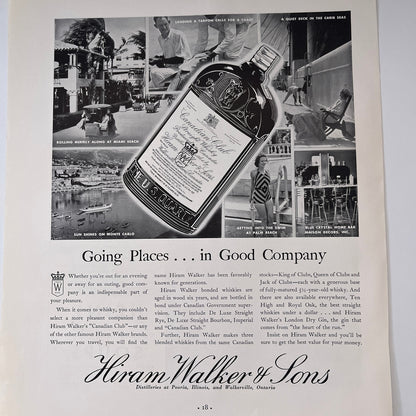 LANDING A TARPON CALLS FOR A TOAST
A QUIET DECK IN THE CARIB SEAS
ROLLING MERRILY ALONG AT MIAMI BEACH
Canadian Club
W
Hiram Walker & Sons
U.S. QUART
SUN SHINES ON MONTE CARLO
GETTING INTO THE SWIM
AT PALM BEACH
BLUE CRYSTAL HOME BAR
MAISON DECORS, INC.
Going Places . . . in Good Company
W
Whether you're out for an evening
or away for an outing, good com-
pany is an indispensable part of
your pleasure.
When it comes to whisky, you couldn't
select a more pleasant companion than
Hiram Walker's "Canadian Club"—or any
of the other famous Hiram Walker brands.
Wherever you travel, you will find the
name Hiram Walker has been favorably
known for generations.
Hiram Walker bonded whiskies are
aged in wood six years, and are bottled in
bond under Canadian Government super-
vision. They include De Luxe Straight
Rye, De Luxe Straight Bourbon, Imperial
and "Canadian Club."
Further, Hiram Walker makes three
blended whiskies from the same Canadian
stocks—King of Clubs, Queen of Clubs and
Jack of Clubs—each with a generous base
of fully-matured 3½-year-old whisky. And
there are also available everywhere, Ten
High and Royal Oak, the best straight
whiskies under a dollar . . . and Hiram
Walker's London Dry Gin, the gin that
comes from "the heart of the run."
Insist on Hiram Walker and you'll be
sure to get the best value for your money.
Hiram Walker & Sons
Distilleries at Peoria, Illinois, and Walkerville, Ontario
· 18 ·